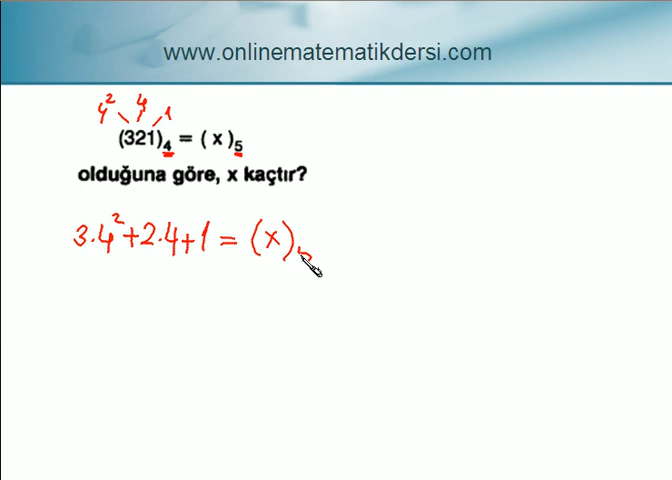 www.onlinematematikdersi.com
4² 4 1
(321)₄ = ( x )₅
olduğuna göre, x kaçtır?
3.4² + 2.4 + 1 = (x)₅